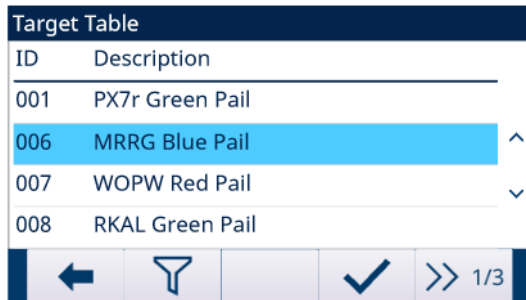 Target Table
ID Description
001 PX7r Green Pail
006 MRRG Blue Pail
007 WOPW Red Pail
008 RKAL Green Pail
1/3